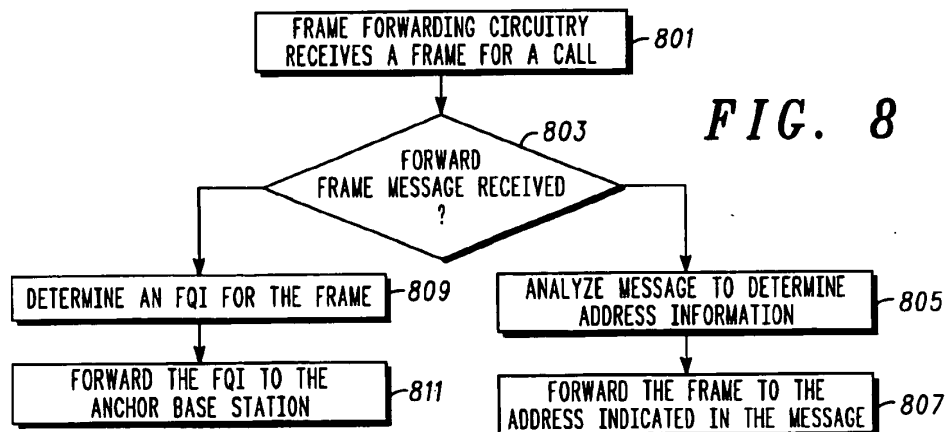 FRAME FORWARDING CIRCUITRY
RECEIVES A FRAME FOR A CALL
801
FIG. 8
803
FORWARD
FRAME MESSAGE RECEIVED
?
DETERMINE AN FQI FOR THE FRAME
809
ANALYZE MESSAGE TO DETERMINE
ADDRESS INFORMATION
805
FORWARD THE FQI TO THE
ANCHOR BASE STATION
811
FORWARD THE FRAME TO THE
ADDRESS INDICATED IN THE MESSAGE
807